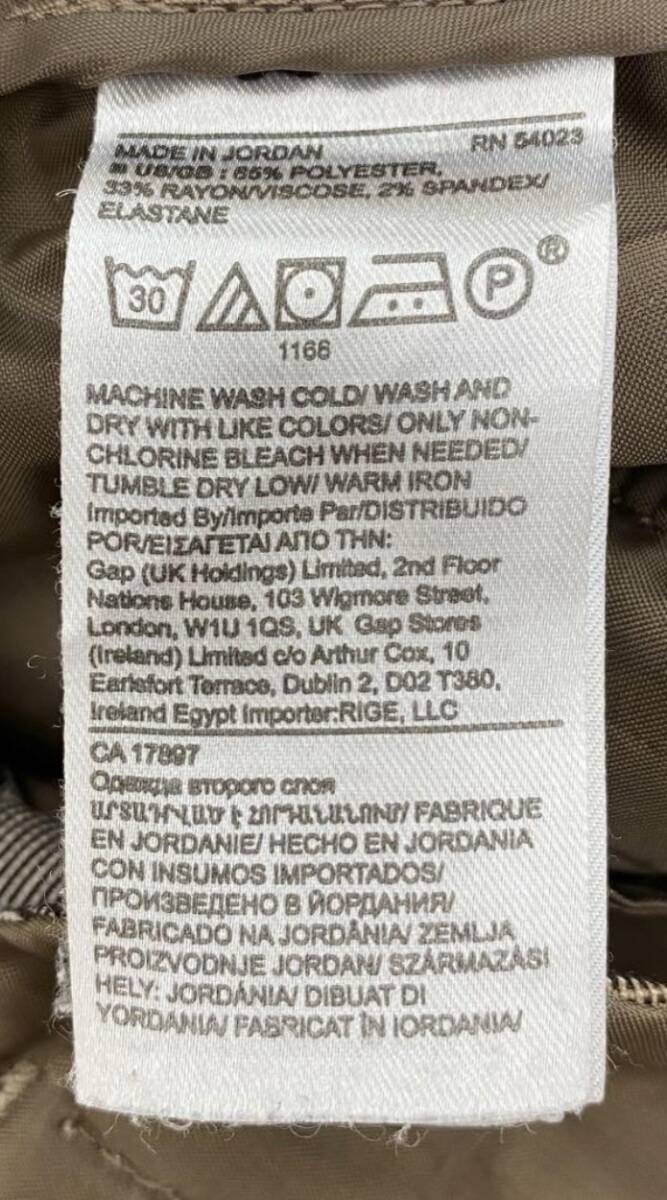 MADE IN JORDAN
RN 54023
US/GB : 65% POLYESTER,
33% RAYON/VISCOSE, 2% SPANDEX/
ELASTANE
30
P
®
1166
MACHINE WASH COLD/ WASH AND
DRY WITH LIKE COLORS/ ONLY NON-
CHLORINE BLEACH WHEN NEEDED/
TUMBLE DRY LOW/ WARM IRON
Imported By/Importe Par/DISTRIBUIDO
POR/ΕΙΣΑΓΕΤΑΙ ΑΠΟ ΤΗΝ:
Gap (UK Holdings) Limited, 2nd Floor
Nations House, 103 Wigmore Street,
London, W1U 1QS, UK Gap Stores
(Ireland) Limited c/o Arthur Cox, 10
Earlsfort Terrace, Dublin 2, D02 T380,
Ireland Egypt Importer:RIGE, LLC
CA 17897
Одежда второго слоя
ԱՐՏԱԴՐՎԱԾ Է ՀՈՐԴԱՆԱՆՈՒՄ/ FABRIQUE
EN JORDANIE/ HECHO EN JORDANIA
CON INSUMOS IMPORTADOS/
ПРОИЗВЕДЕНО В ЙОРДАНИЯ/
FABRICADO NA JORDÂNIA/ ZEMLJA
PROIZVODNJE JORDAN/ SZÁRMAZÁSI
HELY: JORDÁNIA/ DIBUAT DI
YORDANIA/ FABRICAT ÎN IORDANIA/